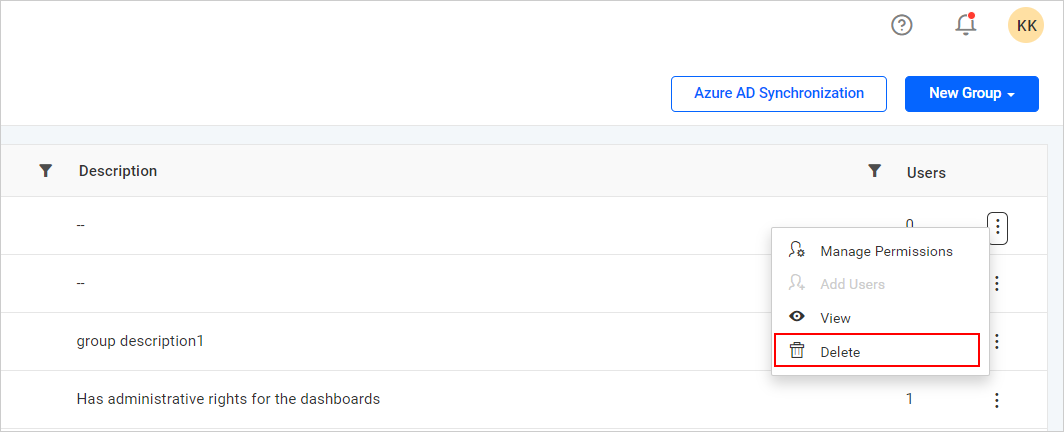 KK
Azure AD Synchronization
New Group
Description
Users
--
0
Manage Permissions
--
Add Users
View
group description1
Delete
Has administrative rights for the dashboards
1